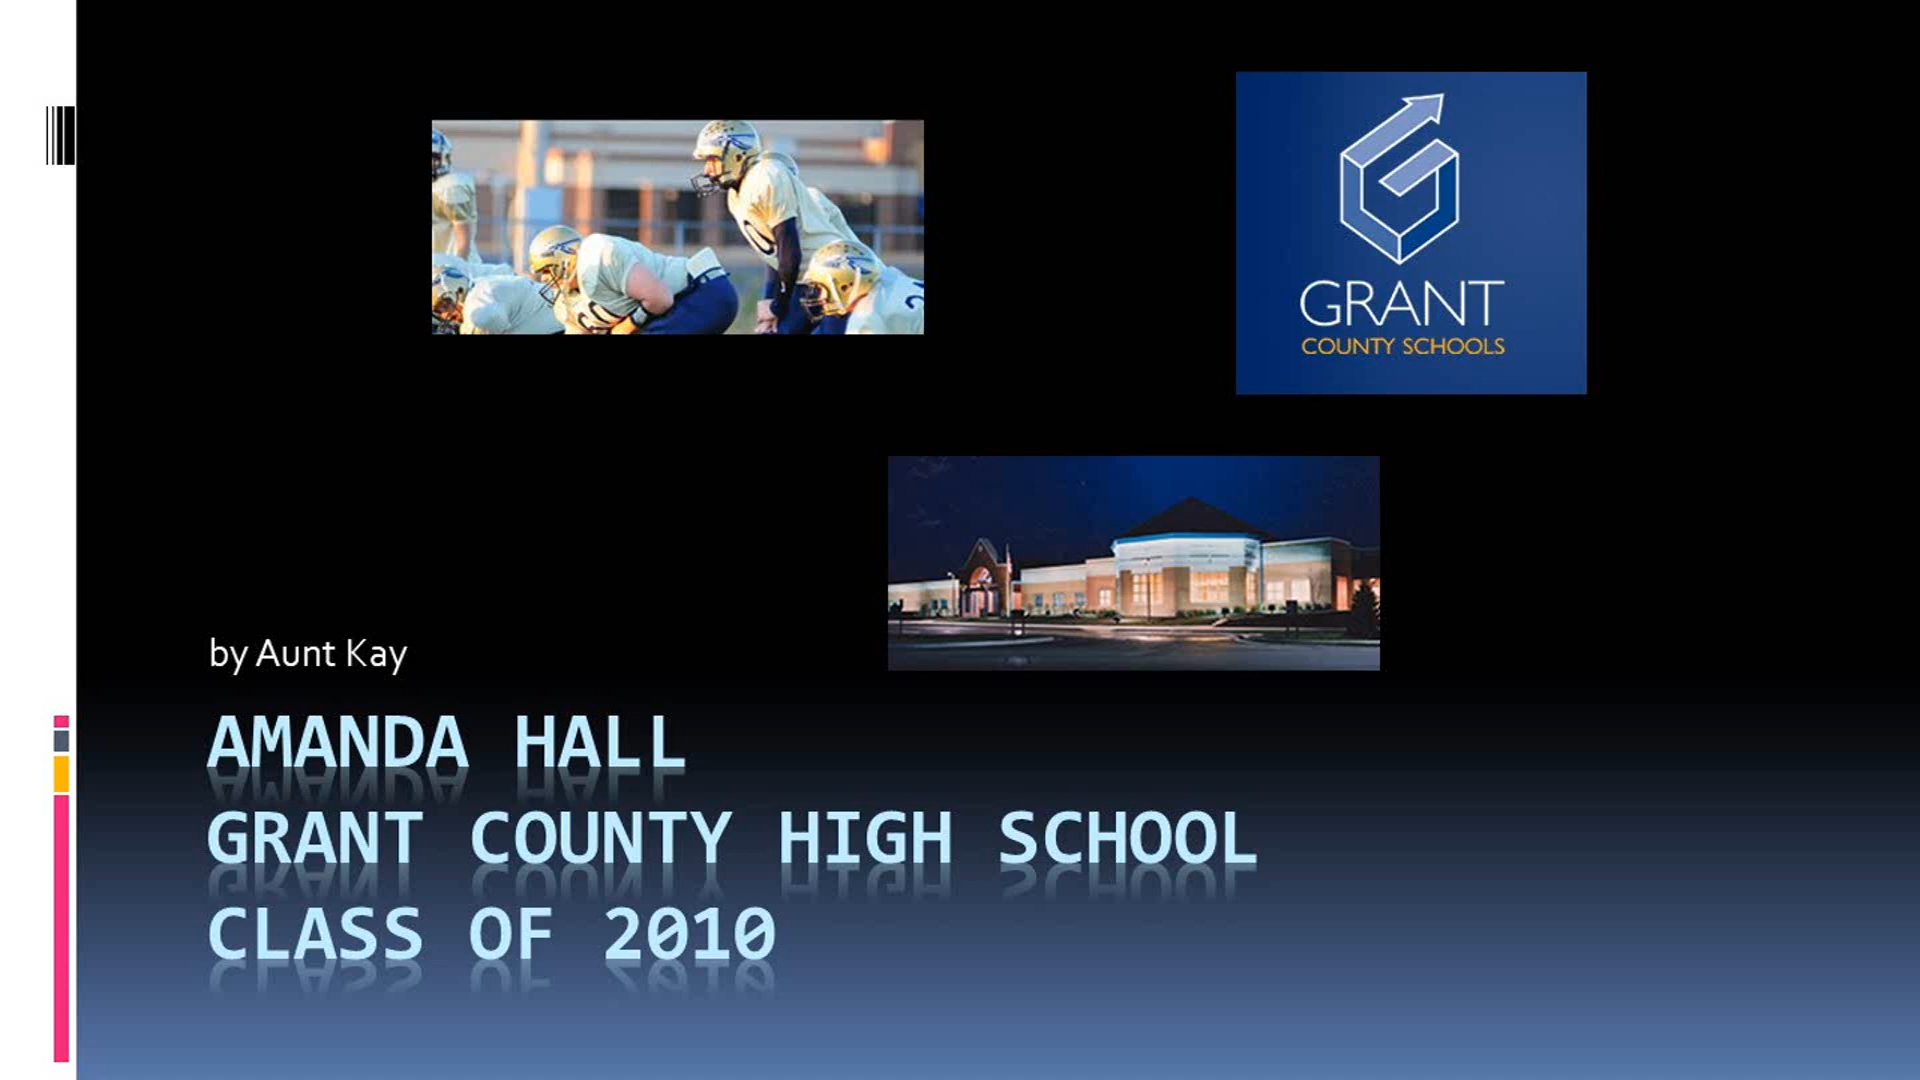 GRANT
COUNTY SCHOOLS
by Aunt Kay
AMANDA HALL
GRANT COUNTY HIGH SCHOOL
CLASS OF 2010